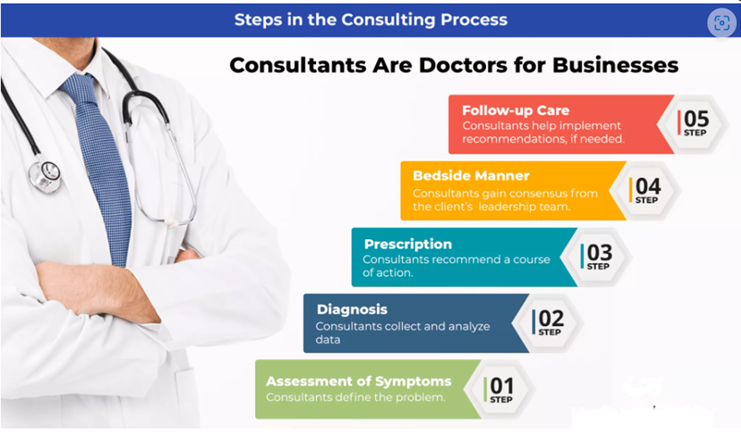 Steps in the Consulting Process
Consultants Are Doctors for Businesses
Follow-up Care
Consultants help implement
recommendations, if needed.
05
STEP
Bedside Manner
Consultants gain consensus from
the client's leadership team.
04
STEP
Prescription
Consultants recommend a course
of action.
03
STEP
Diagnosis
Consultants collect and analyze
data
02
STEP
Assessment of Symptoms
Consultants define the problem.
01
STEP